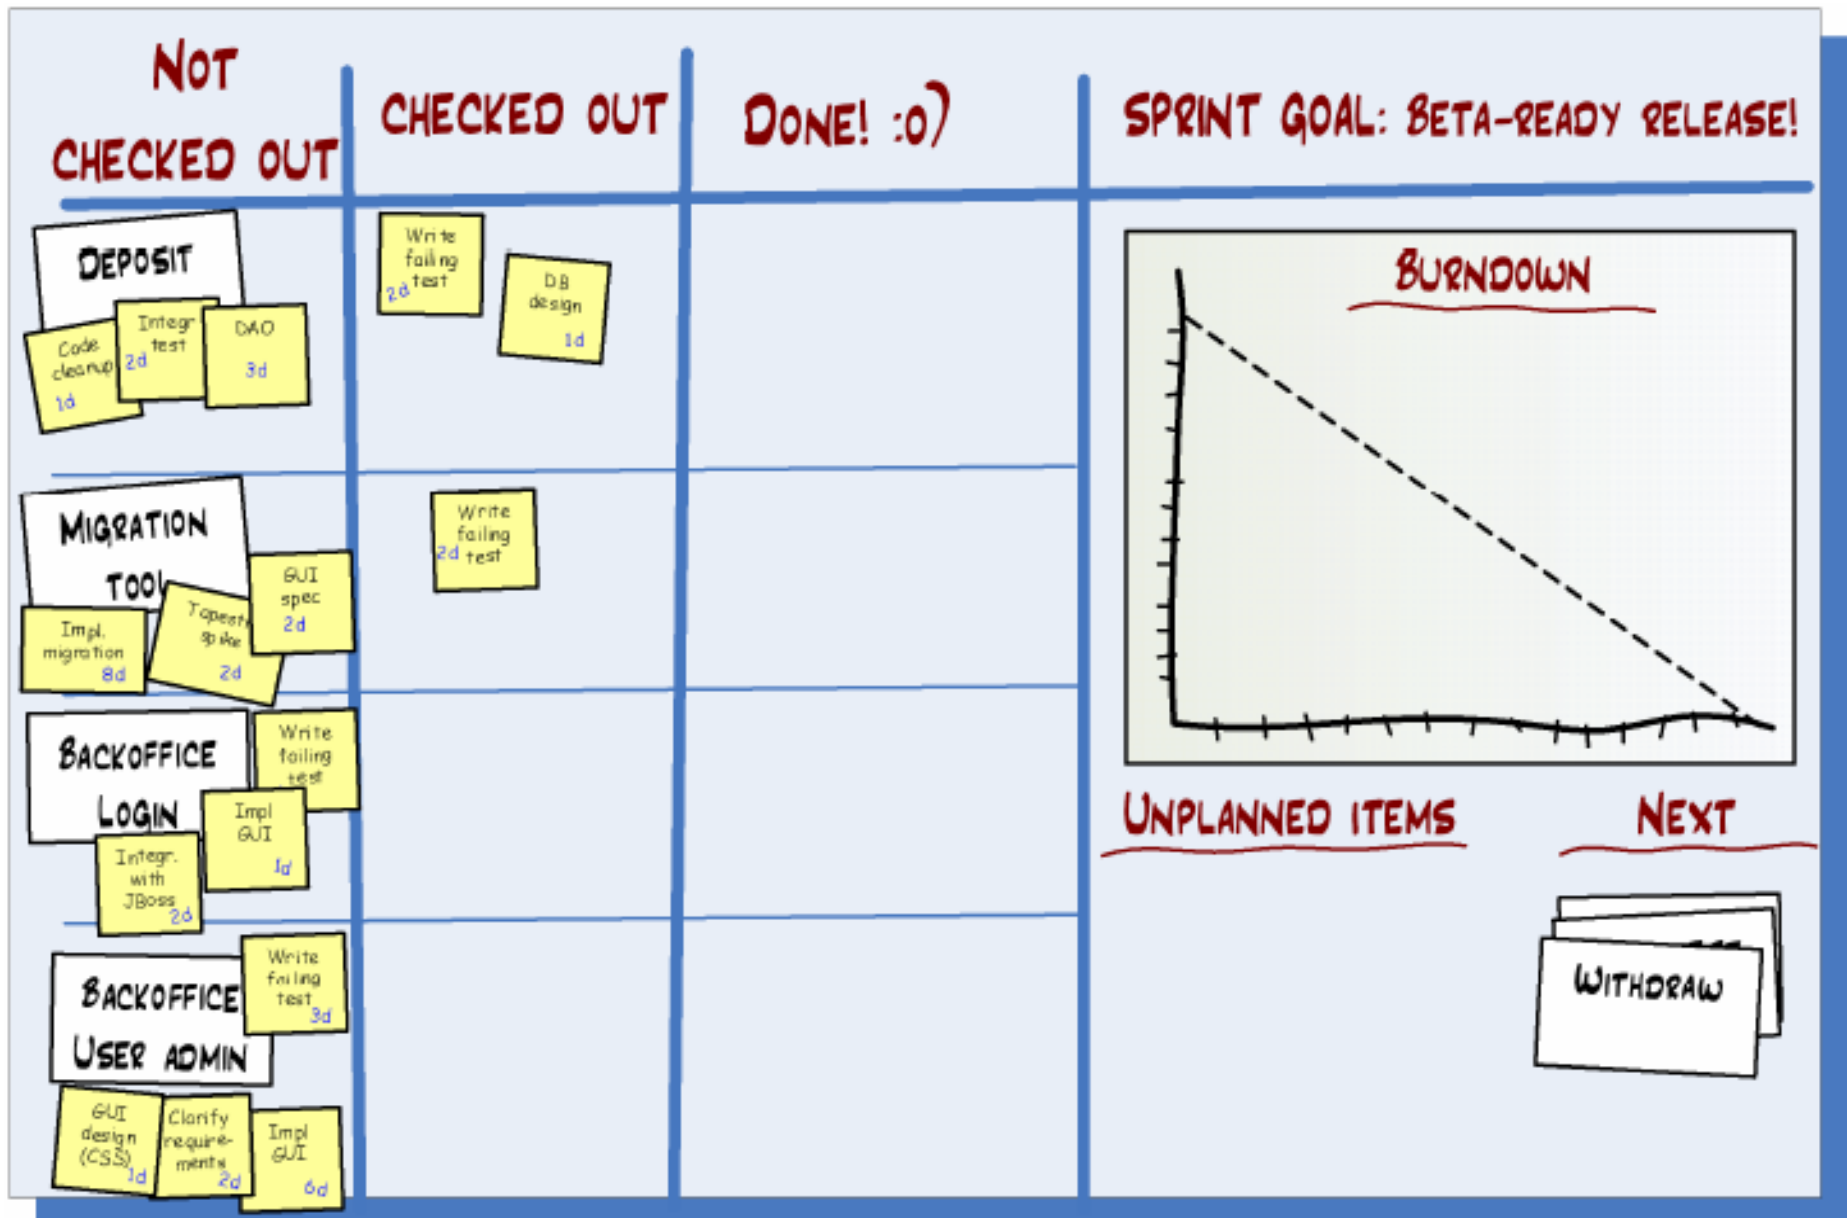 NOT
CHECKED OUT
CHECKED OUT
DONE! :o)
SPRINT GOAL: BETA-READY RELEASE!
DEPOSIT
Code
cleanup
1d
Integr
test
2d
DAO
3d
Write
failing
test
2d
DB
design
1d
MIGRATION
TOOL
Impl.
migration
8d
spike
2d
GUI
spec
2d
Write
failing
test
2d
BACKOFFICE
LOGIN
Write
failing
test
Impl
GUI
1d
Integr.
with
JBoss
2d
BACKOFFICE
USER ADMIN
Write
failing
test
3d
GUI
design
(CSS)
1d
Clarify
require-
ments
2d
Impl
GUI
6d
BURNDOWN
UNPLANNED ITEMS
NEXT
WITHDRAW